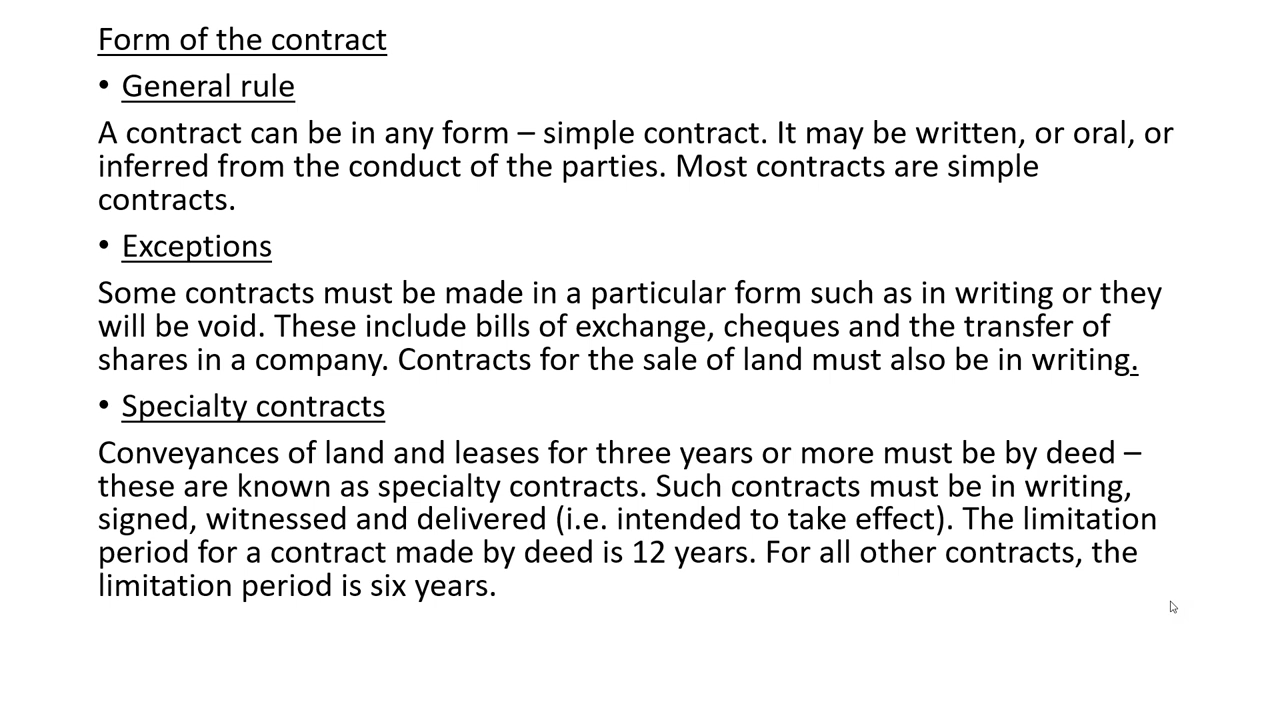 Form of the contract
• General rule
A contract can be in any form – simple contract. It may be written, or oral, or
inferred from the conduct of the parties. Most contracts are simple
contracts.
• Exceptions
Some contracts must be made in a particular form such as in writing or they
will be void. These include bills of exchange, cheques and the transfer of
shares in a company. Contracts for the sale of land must also be in writing.
• Specialty contracts
Conveyances of land and leases for three years or more must be by deed –
these are known as specialty contracts. Such contracts must be in writing,
signed, witnessed and delivered (i.e. intended to take effect). The limitation
period for a contract made by deed is 12 years. For all other contracts, the
limitation period is six years.